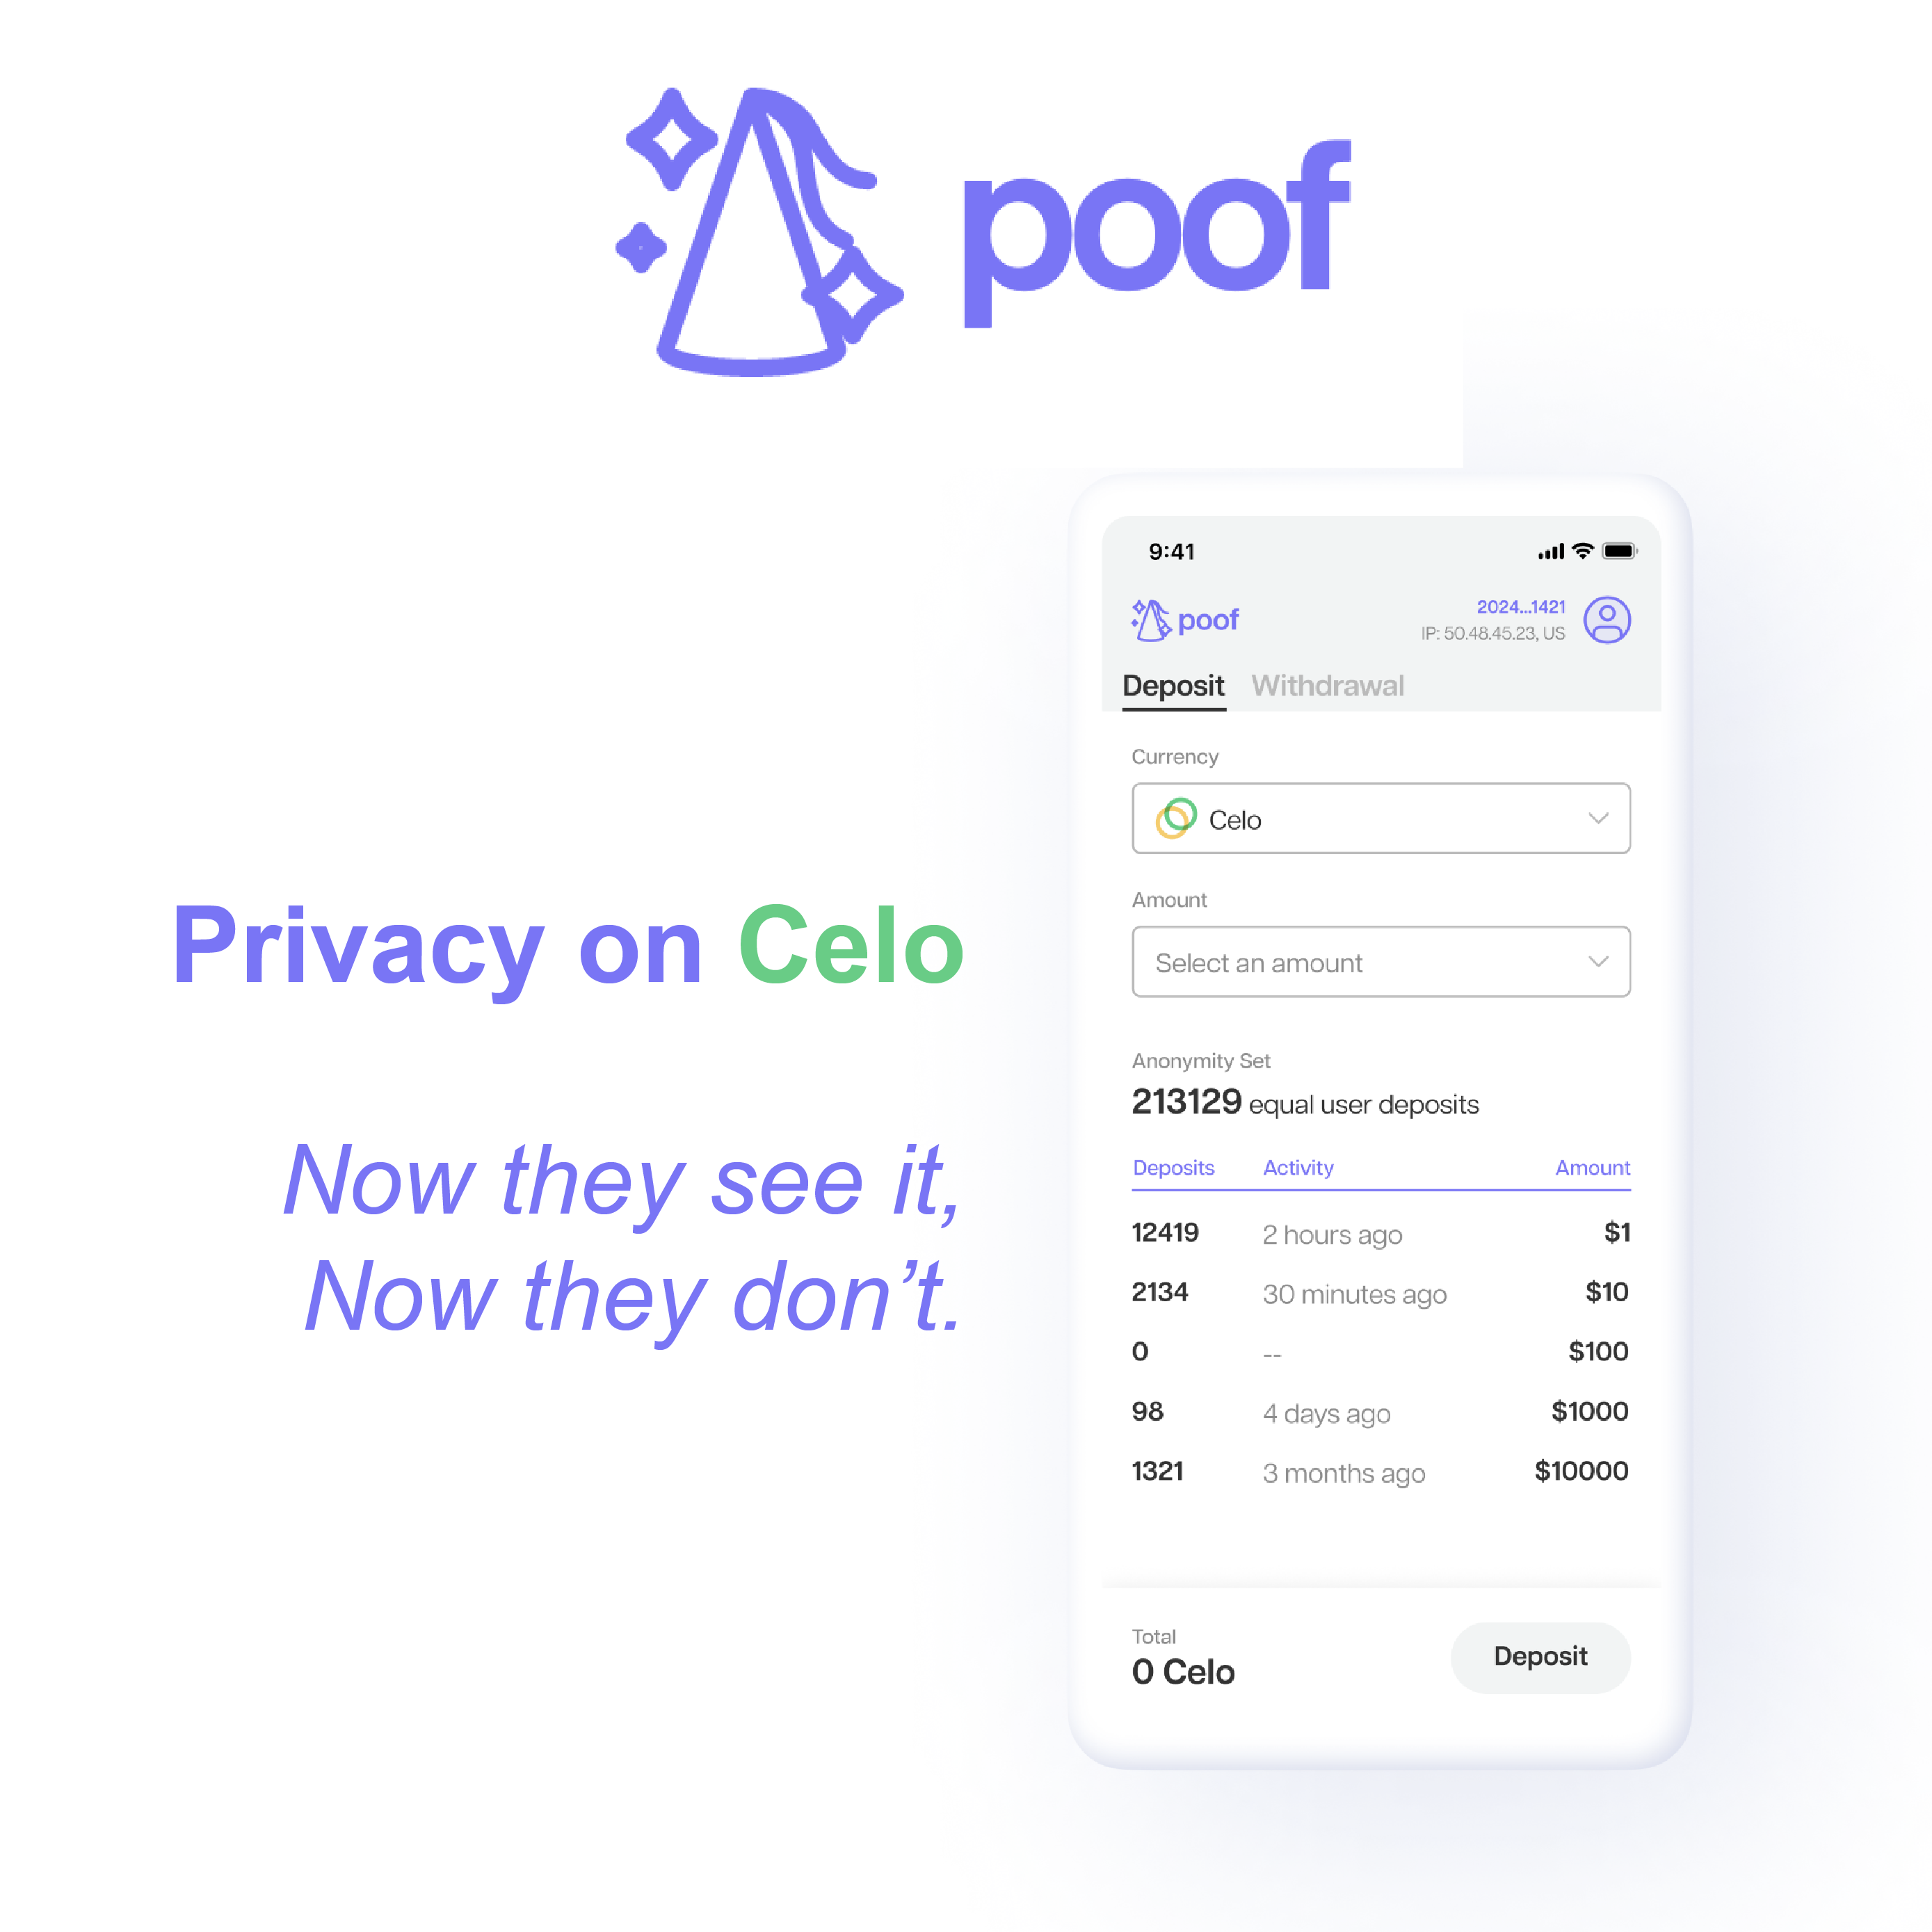 poof
Privacy on Celo
Now they see it,
Now they don’t.
9:41
poof
2024...1421
IP: 50.48.45.23, US
Deposit Withdrawal
Currency
Celo
Amount
Select an amount
Anonymity Set
213129 equal user deposits
Deposits Activity Amount
12419 2 hours ago $1
2134 30 minutes ago $10
0 -- $100
98 4 days ago $1000
1321 3 months ago $10000
Total
0 Celo
Deposit